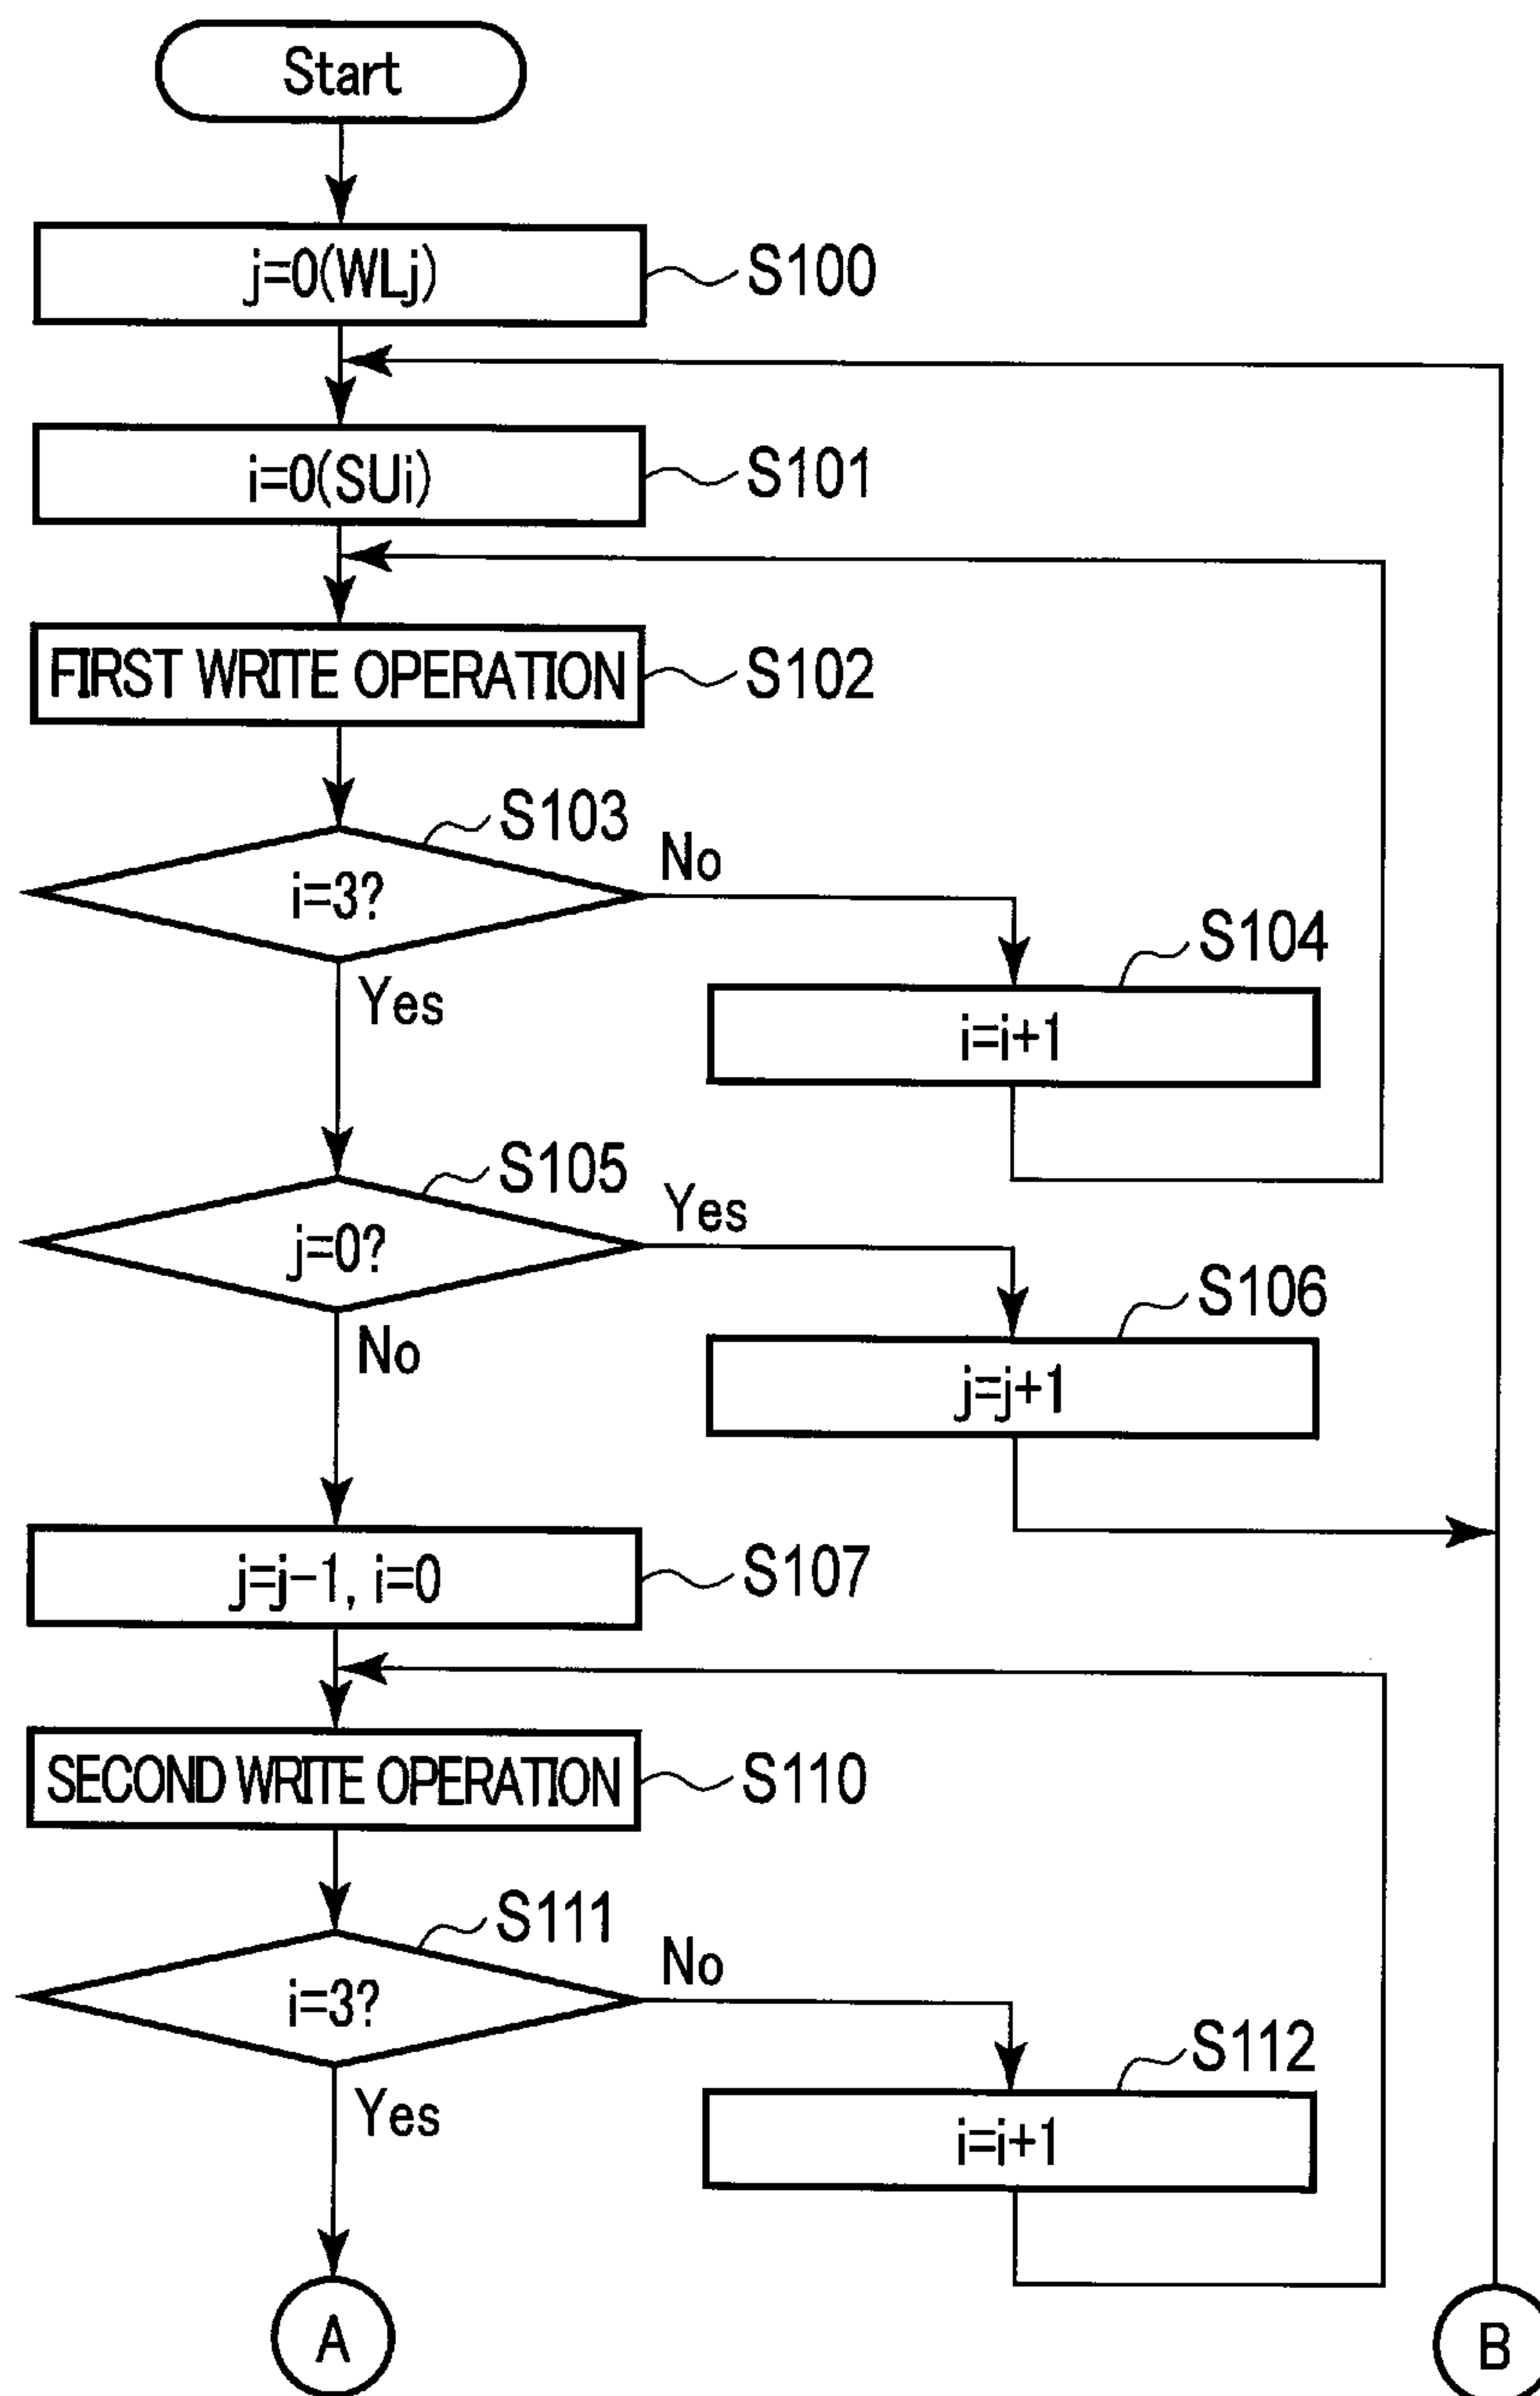 Start
j=0(WLj)
S100
i=0(SUi)
S101
FIRST WRITE OPERATION
S102
S103
i=3?
No
Yes
S104
i=i+1
S105
j=0?
Yes
No
S106
j=j+1
j=j-1, i=0
S107
SECOND WRITE OPERATION
S110
S111
i=3?
No
Yes
S112
i=i+1
A
B